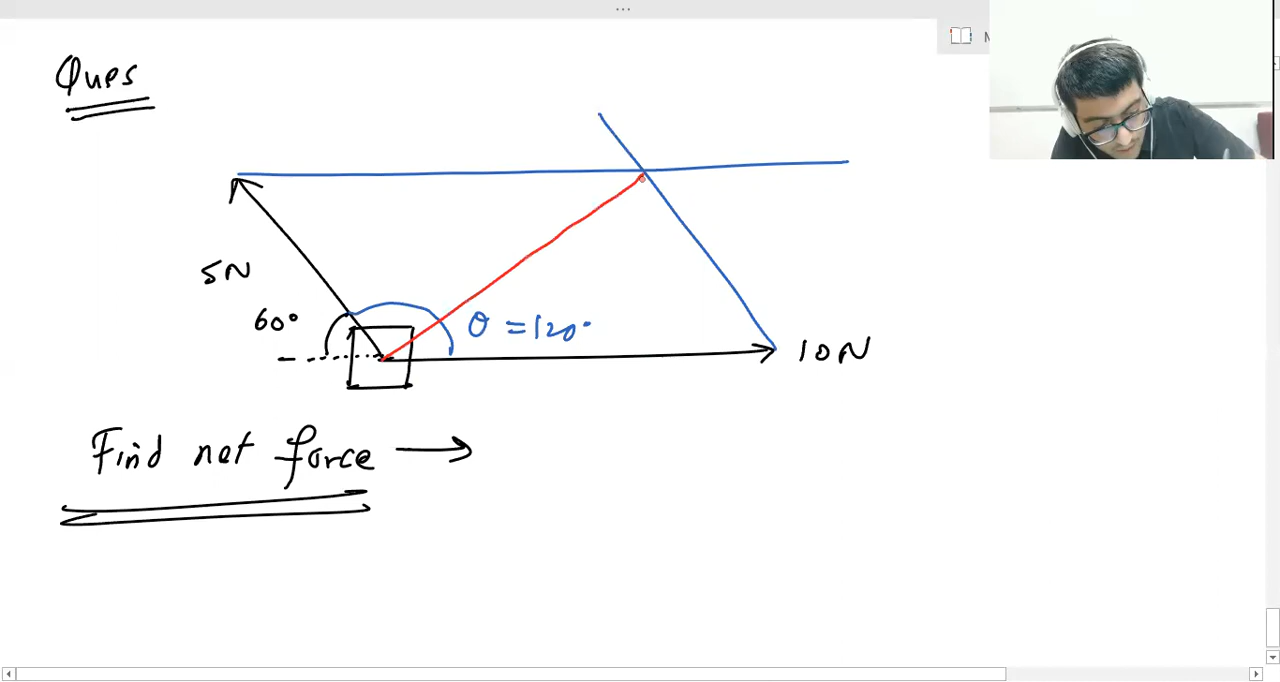 Ques
5N
60°
θ = 120°
10N
Find net force →